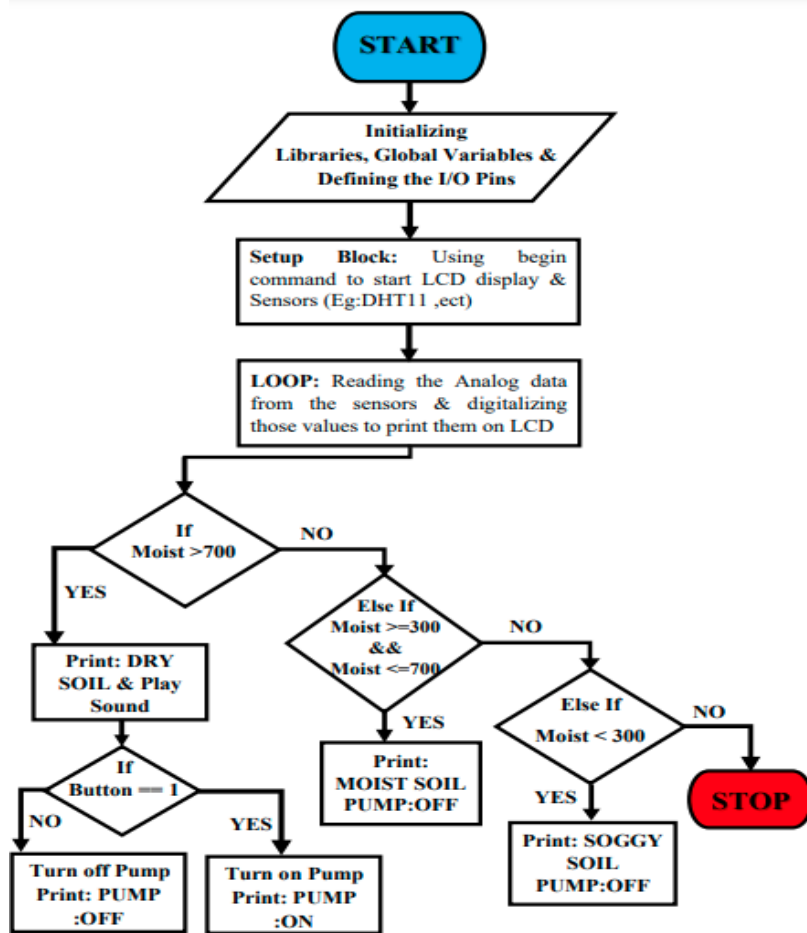 START
Initializing
Libraries, Global Variables &
Defining the I/O Pins
Setup Block: Using begin
command to start LCD display &
Sensors (Eg:DHT11 ,ect)
LOOP: Reading the Analog data
from the sensors & digitalizing
those values to print them on LCD
If
Moist >700
NO
YES
Else If
Moist >=300
&&
Moist <=700
NO
Print: DRY
SOIL & Play
Sound
Else If
Moist < 300
NO
YES
If
Button == 1
Print:
MOIST SOIL
PUMP:OFF
STOP
YES
NO
YES
Print: SOGGY
SOIL
PUMP:OFF
Turn off Pump
Print: PUMP
:OFF
Turn on Pump
Print: PUMP
:ON